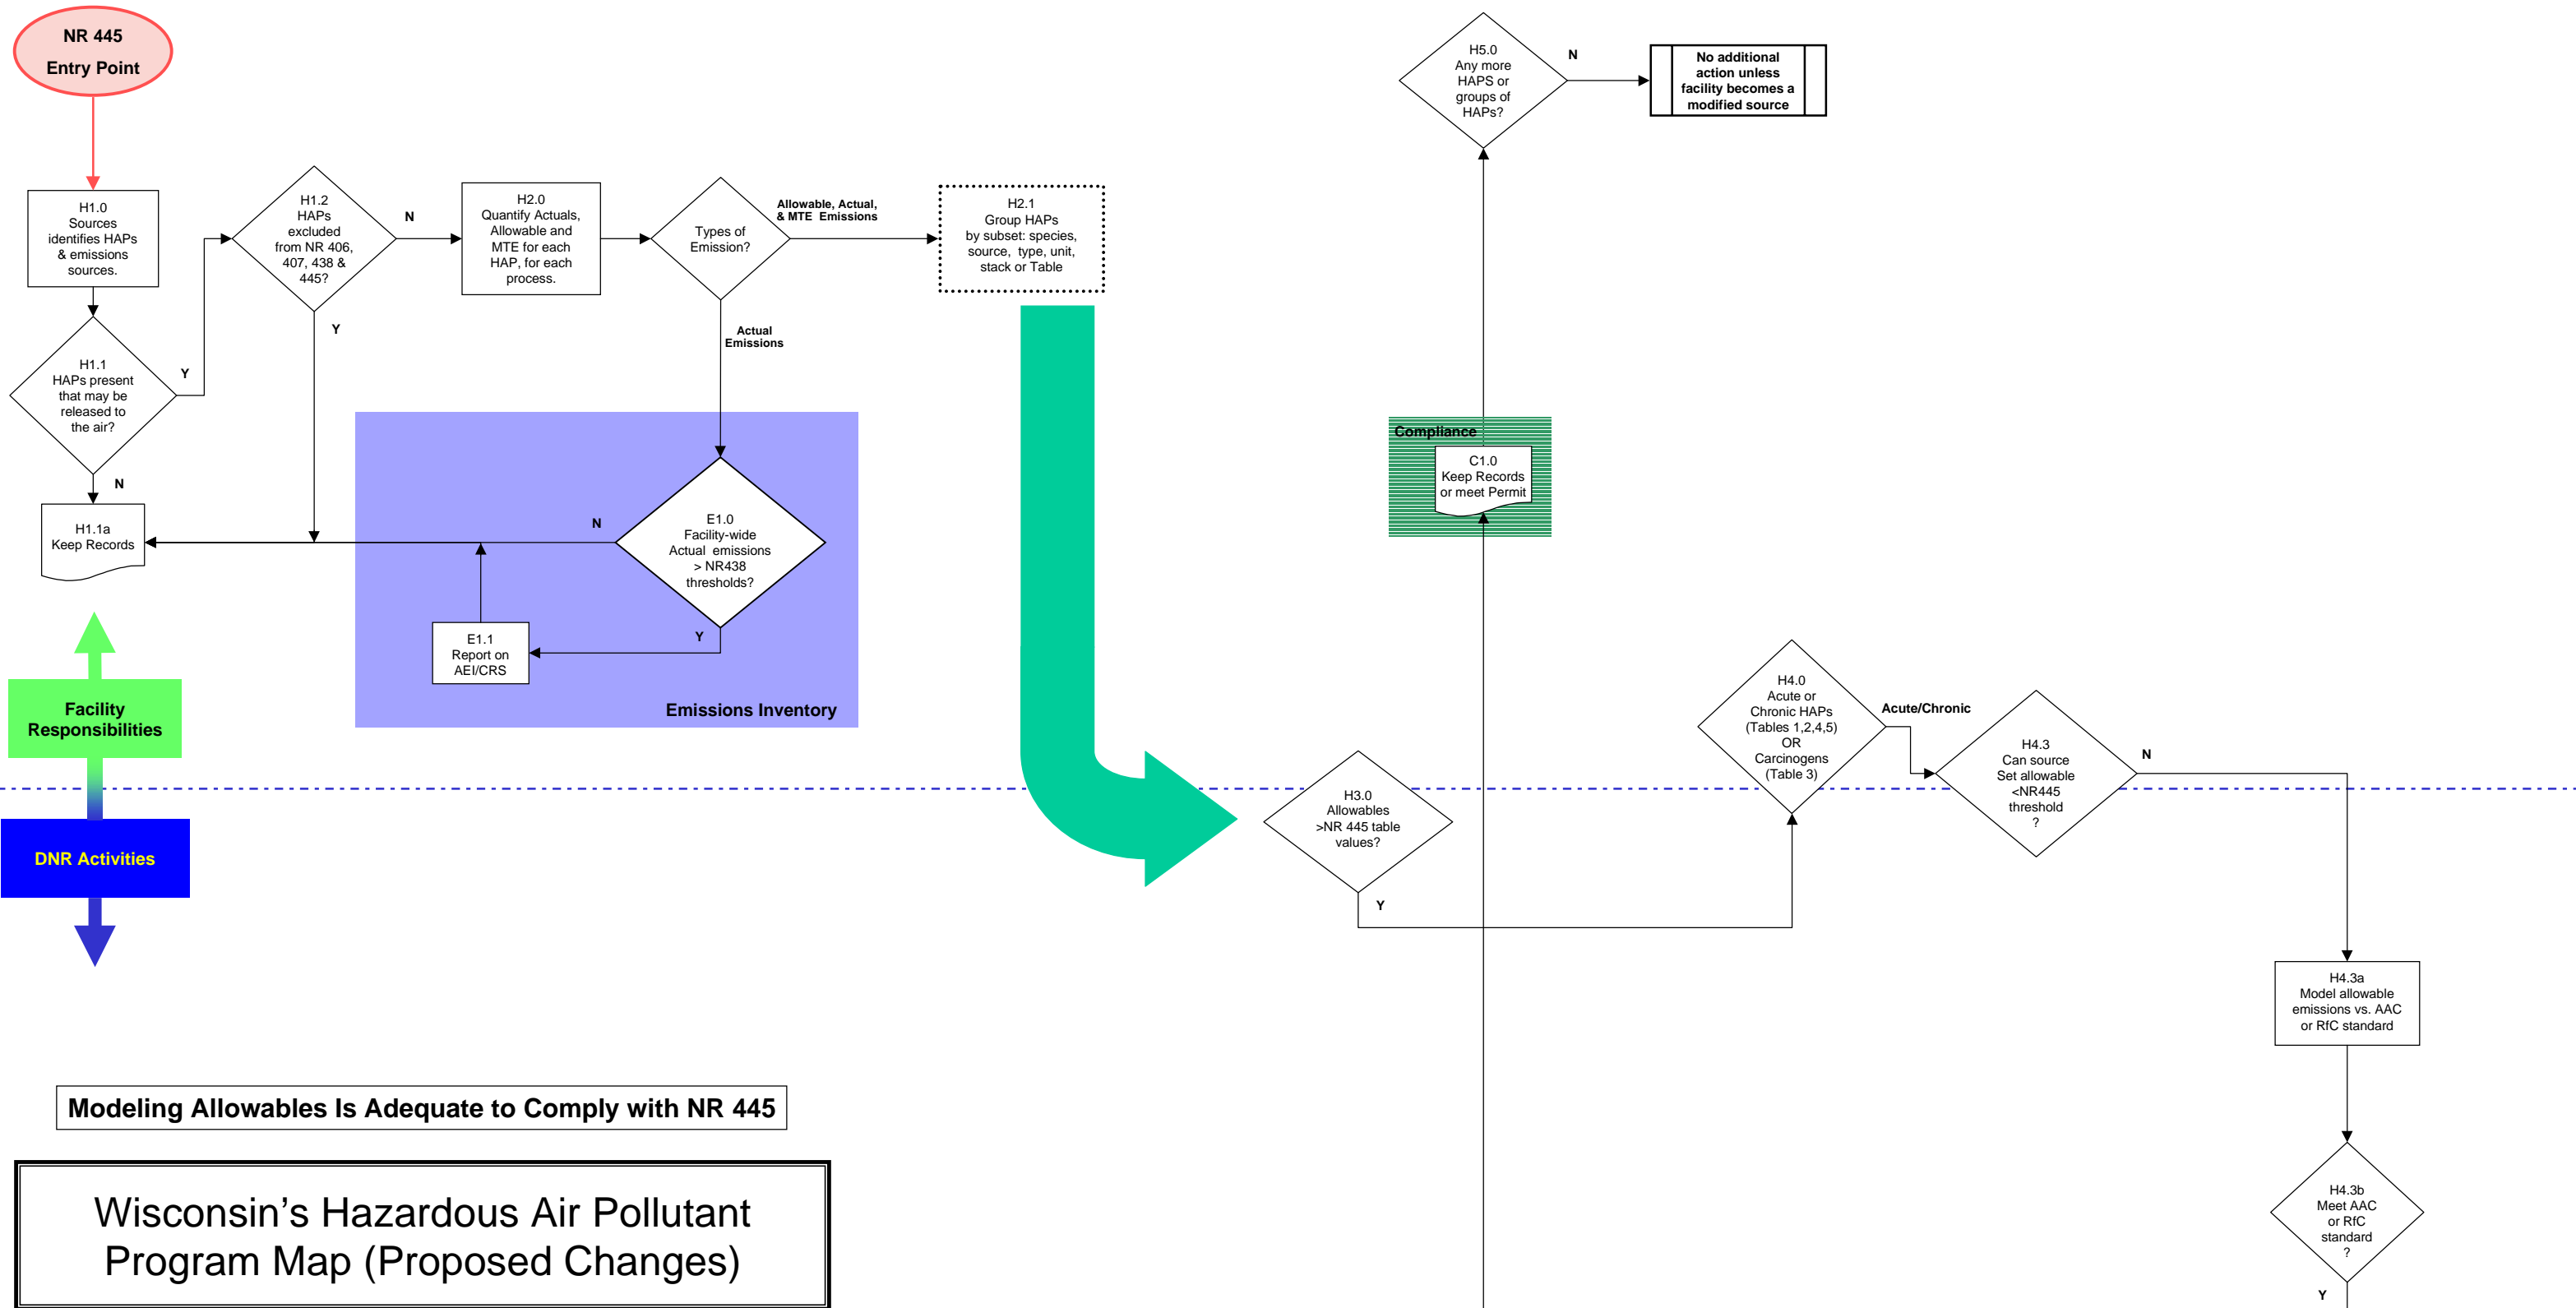 NR 445
Entry Point
H1.0
Sources
identifies HAPs
& emissions
sources.
H1.1
HAPs present
that may be
released to
the air?
Y
N
H1.1a
Keep Records
H1.2
HAPs
excluded
from NR 406,
407, 438 &
445?
N
Y
H2.0
Quantify Actuals,
Allowable and
MTE for each
HAP, for each
process.
Types of
Emission?
Allowable, Actual,
& MTE  Emissions
Actual
Emissions
H2.1
Group HAPs
by subset: species,
source,  type, unit,
stack or Table
E1.0
Facility-wide
Actual  emissions
> NR438
thresholds?
N
Y
E1.1
Report on
AEI/CRS
Emissions Inventory
Facility
Responsibilities
DNR Activities
H5.0
Any more
HAPS or
groups of
HAPs?
N
No additional
action unless
facility becomes a
modified source
Compliance
C1.0
Keep Records
or meet Permit
H3.0
Allowables
>NR 445 table
values?
Y
H4.0
Acute or
Chronic HAPs
(Tables 1,2,4,5)
OR
Carcinogens
(Table 3)
Acute/Chronic
H4.3
Can source
Set allowable
<NR445
threshold
?
N
H4.3a
Model allowable
emissions vs. AAC
or RfC standard
H4.3b
Meet AAC
or RfC
standard
?
Y
Modeling Allowables Is Adequate to Comply with NR 445
Wisconsin’s Hazardous Air Pollutant
Program Map (Proposed Changes)